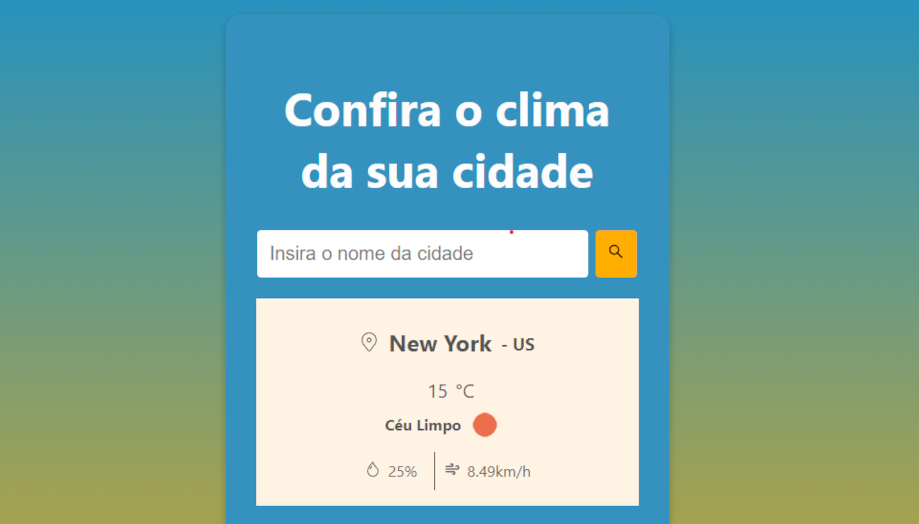 Confira o clima
da sua cidade
Insira o nome da cidade
New York - US
15 °C
Céu Limpo
25% 8.49km/h